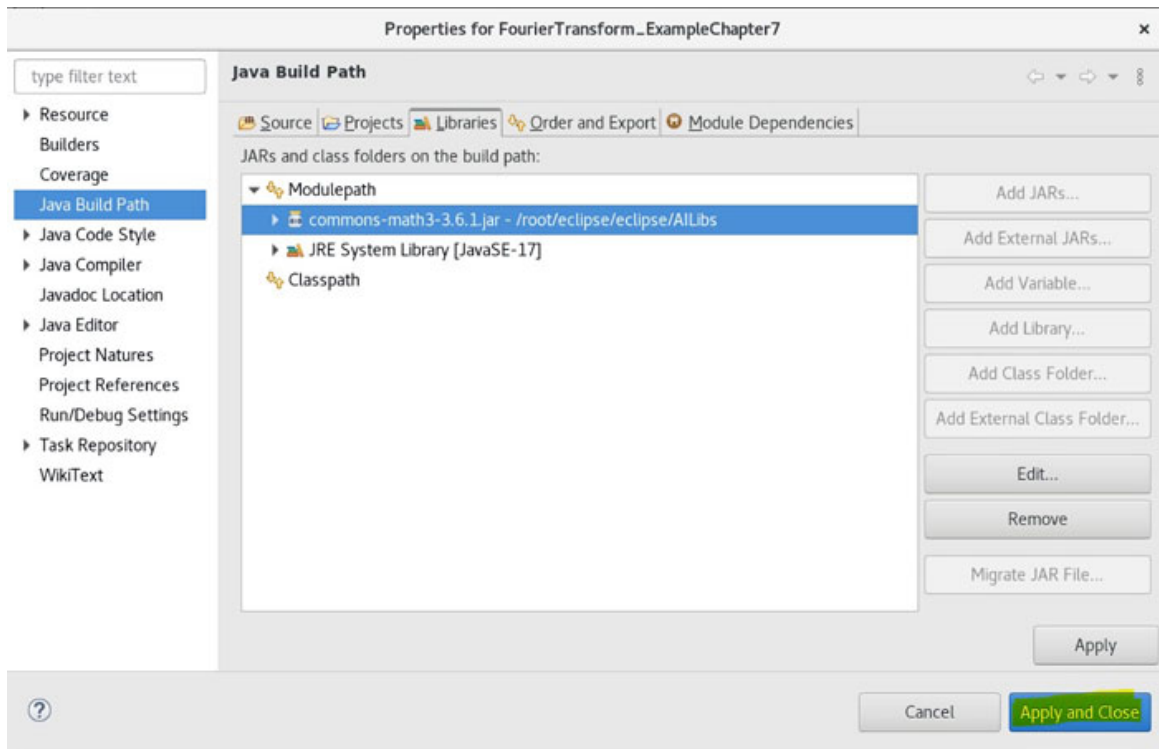 Properties for FourierTransform_ExampleChapter7
type filter text
Resource
Builders
Coverage
Java Build Path
Java Code Style
Java Compiler
Javadoc Location
Java Editor
Project Natures
Project References
Run/Debug Settings
Task Repository
WikiText
Java Build Path
Source Projects Libraries Order and Export Module Dependencies
JARs and class folders on the build path:
Modulepath
commons-math3-3.6.1.jar - /root/eclipse/eclipse/AILibs
JRE System Library [JavaSE-17]
Classpath
Add JARs...
Add External JARs...
Add Variable...
Add Library...
Add Class Folder...
Add External Class Folder...
Edit...
Remove
Migrate JAR File...
Apply
Cancel
Apply and Close